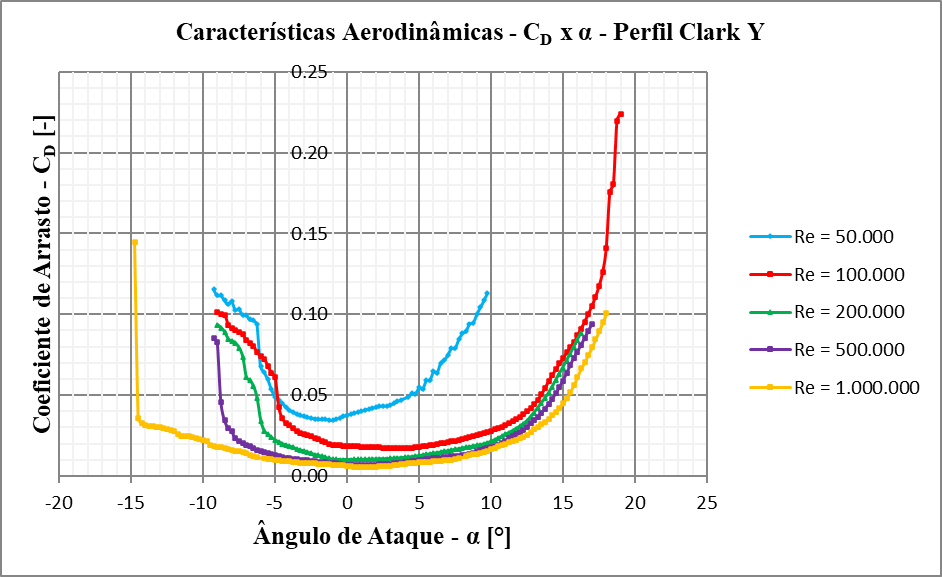 Características Aerodinâmicas - CD x α - Perfil Clark Y
Coeficiente de Arrasto - CD [-]
0.25
0.20
0.15
0.10
0.05
0.00
-20 -15 -10 -5 0 5 10 15 20 25
Ângulo de Ataque - α [°]
Re = 50.000
Re = 100.000
Re = 200.000
Re = 500.000
Re = 1.000.000